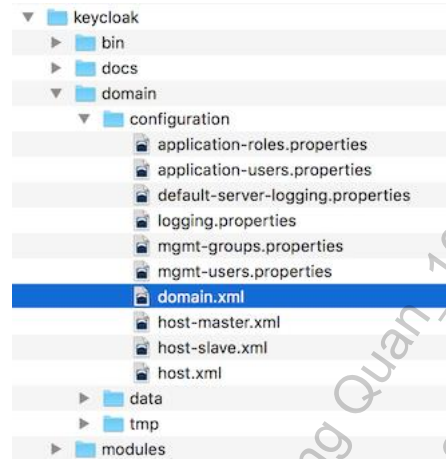 keycloak
bin
docs
domain
configuration
application-roles.properties
application-users.properties
default-server-logging.properties
logging.properties
mgmt-groups.properties
mgmt-users.properties
domain.xml
host-master.xml
host-slave.xml
host.xml
data
tmp
modules
Quan